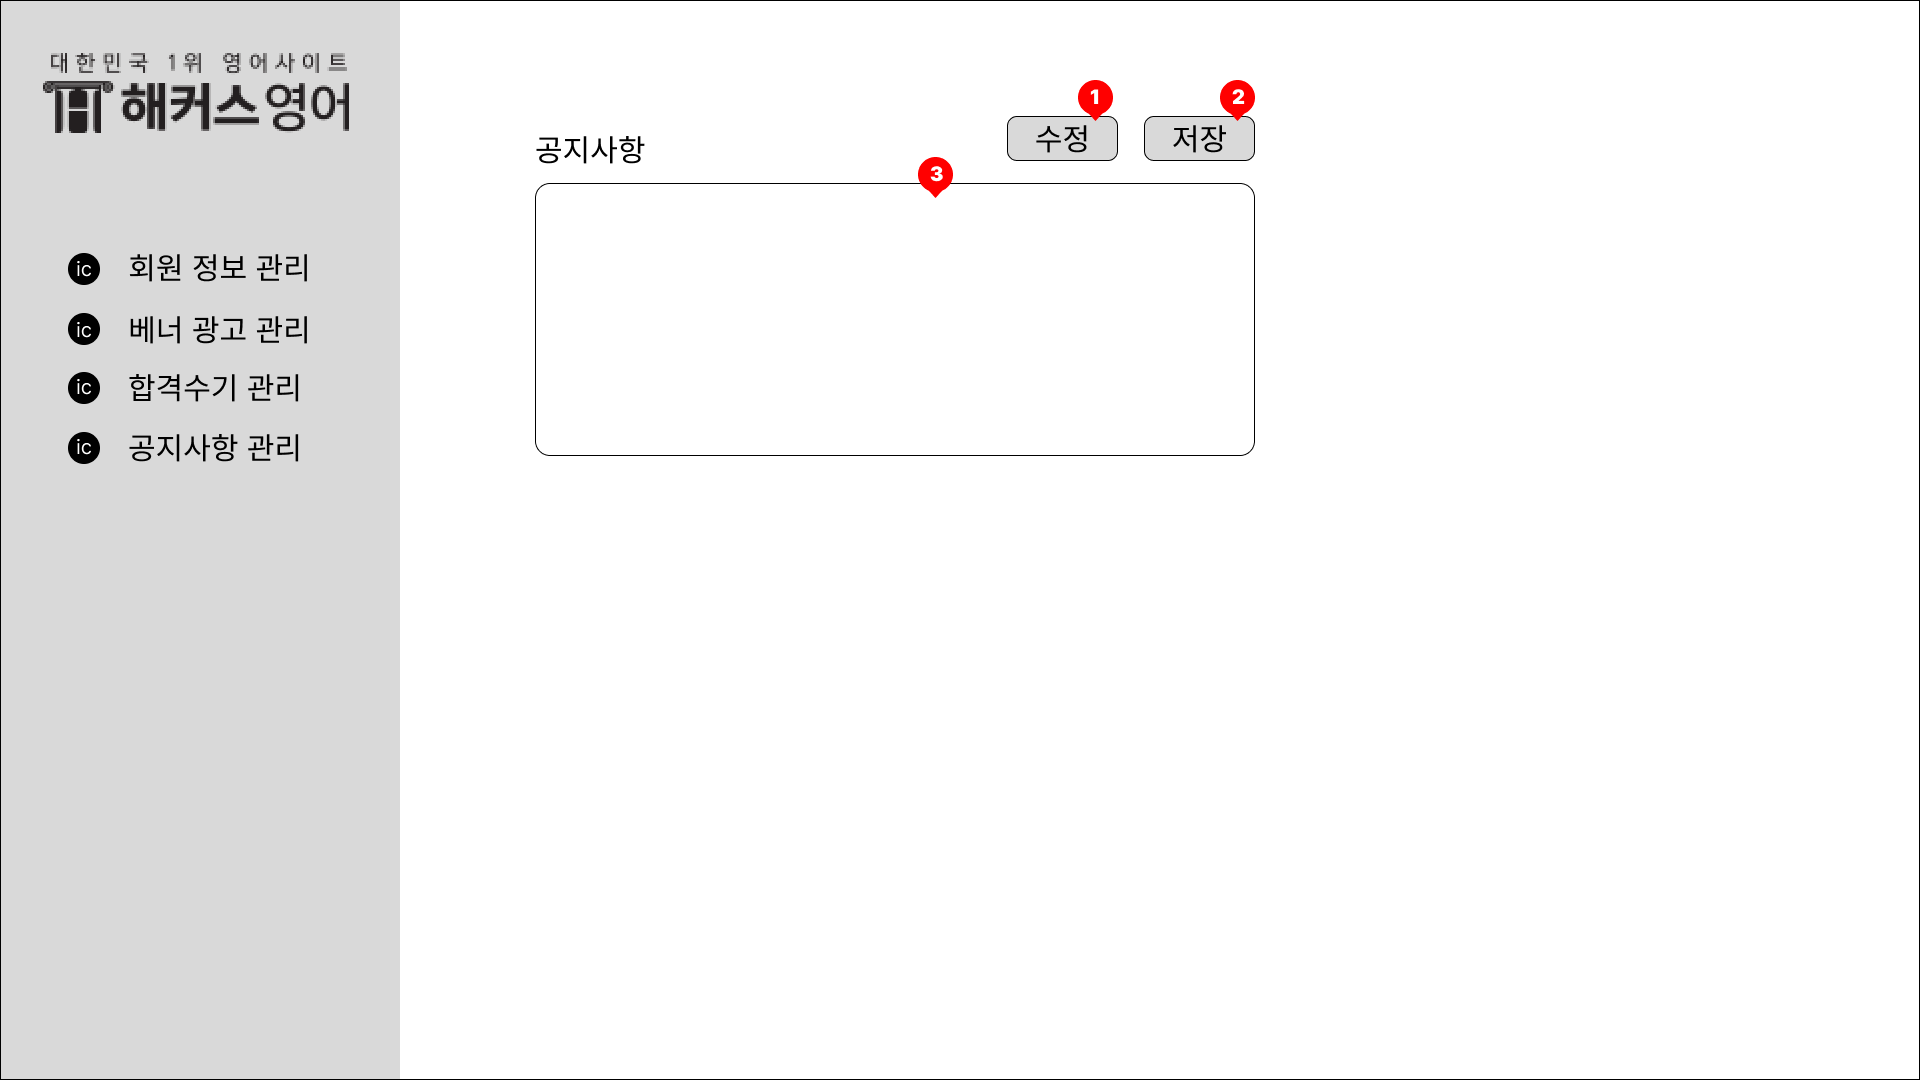 대한민국 1위 영어사이트
해커스영어
ic 회원 정보 관리
ic 베너 광고 관리
ic 합격수기 관리
ic 공지사항 관리
1
2
수정
저장
공지사항
3